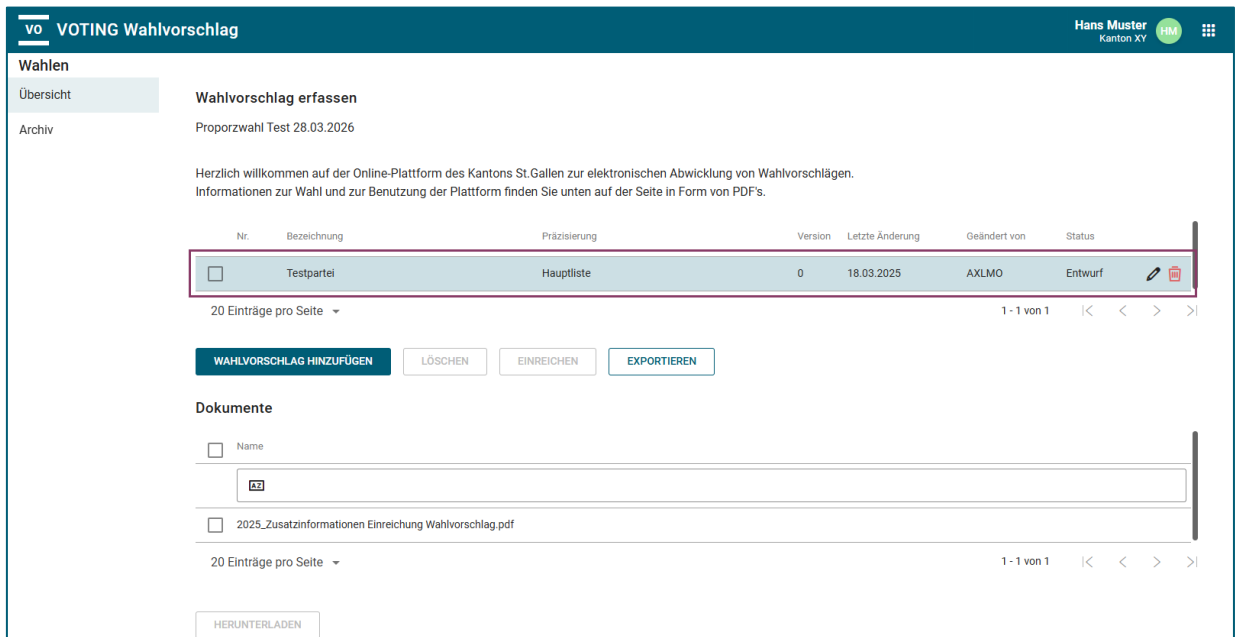 VO VOTING Wahlvorschlag
Hans Muster
Kanton XY
HM
Wahlen
Übersicht
Archiv
Wahlvorschlag erfassen
Proporzwahl Test 28.03.2026
Herzlich willkommen auf der Online-Plattform des Kantons St.Gallen zur elektronischen Abwicklung von Wahlvorschlägen.
Informationen zur Wahl und zur Benutzung der Plattform finden Sie unten auf der Seite in Form von PDF's.
Nr. Bezeichnung Präzisierung Version Letzte Änderung Geändert von Status
Testpartei Hauptliste 0 18.03.2025 AXLMO Entwurf
20 Einträge pro Seite 1 - 1 von 1
WAHLVORSCHLAG HINZUFÜGEN LÖSCHEN EINREICHEN EXPORTIEREN
Dokumente
Name
AZ
2025_Zusatzinformationen Einreichung Wahlvorschlag.pdf
20 Einträge pro Seite 1 - 1 von 1
HERUNTERLADEN